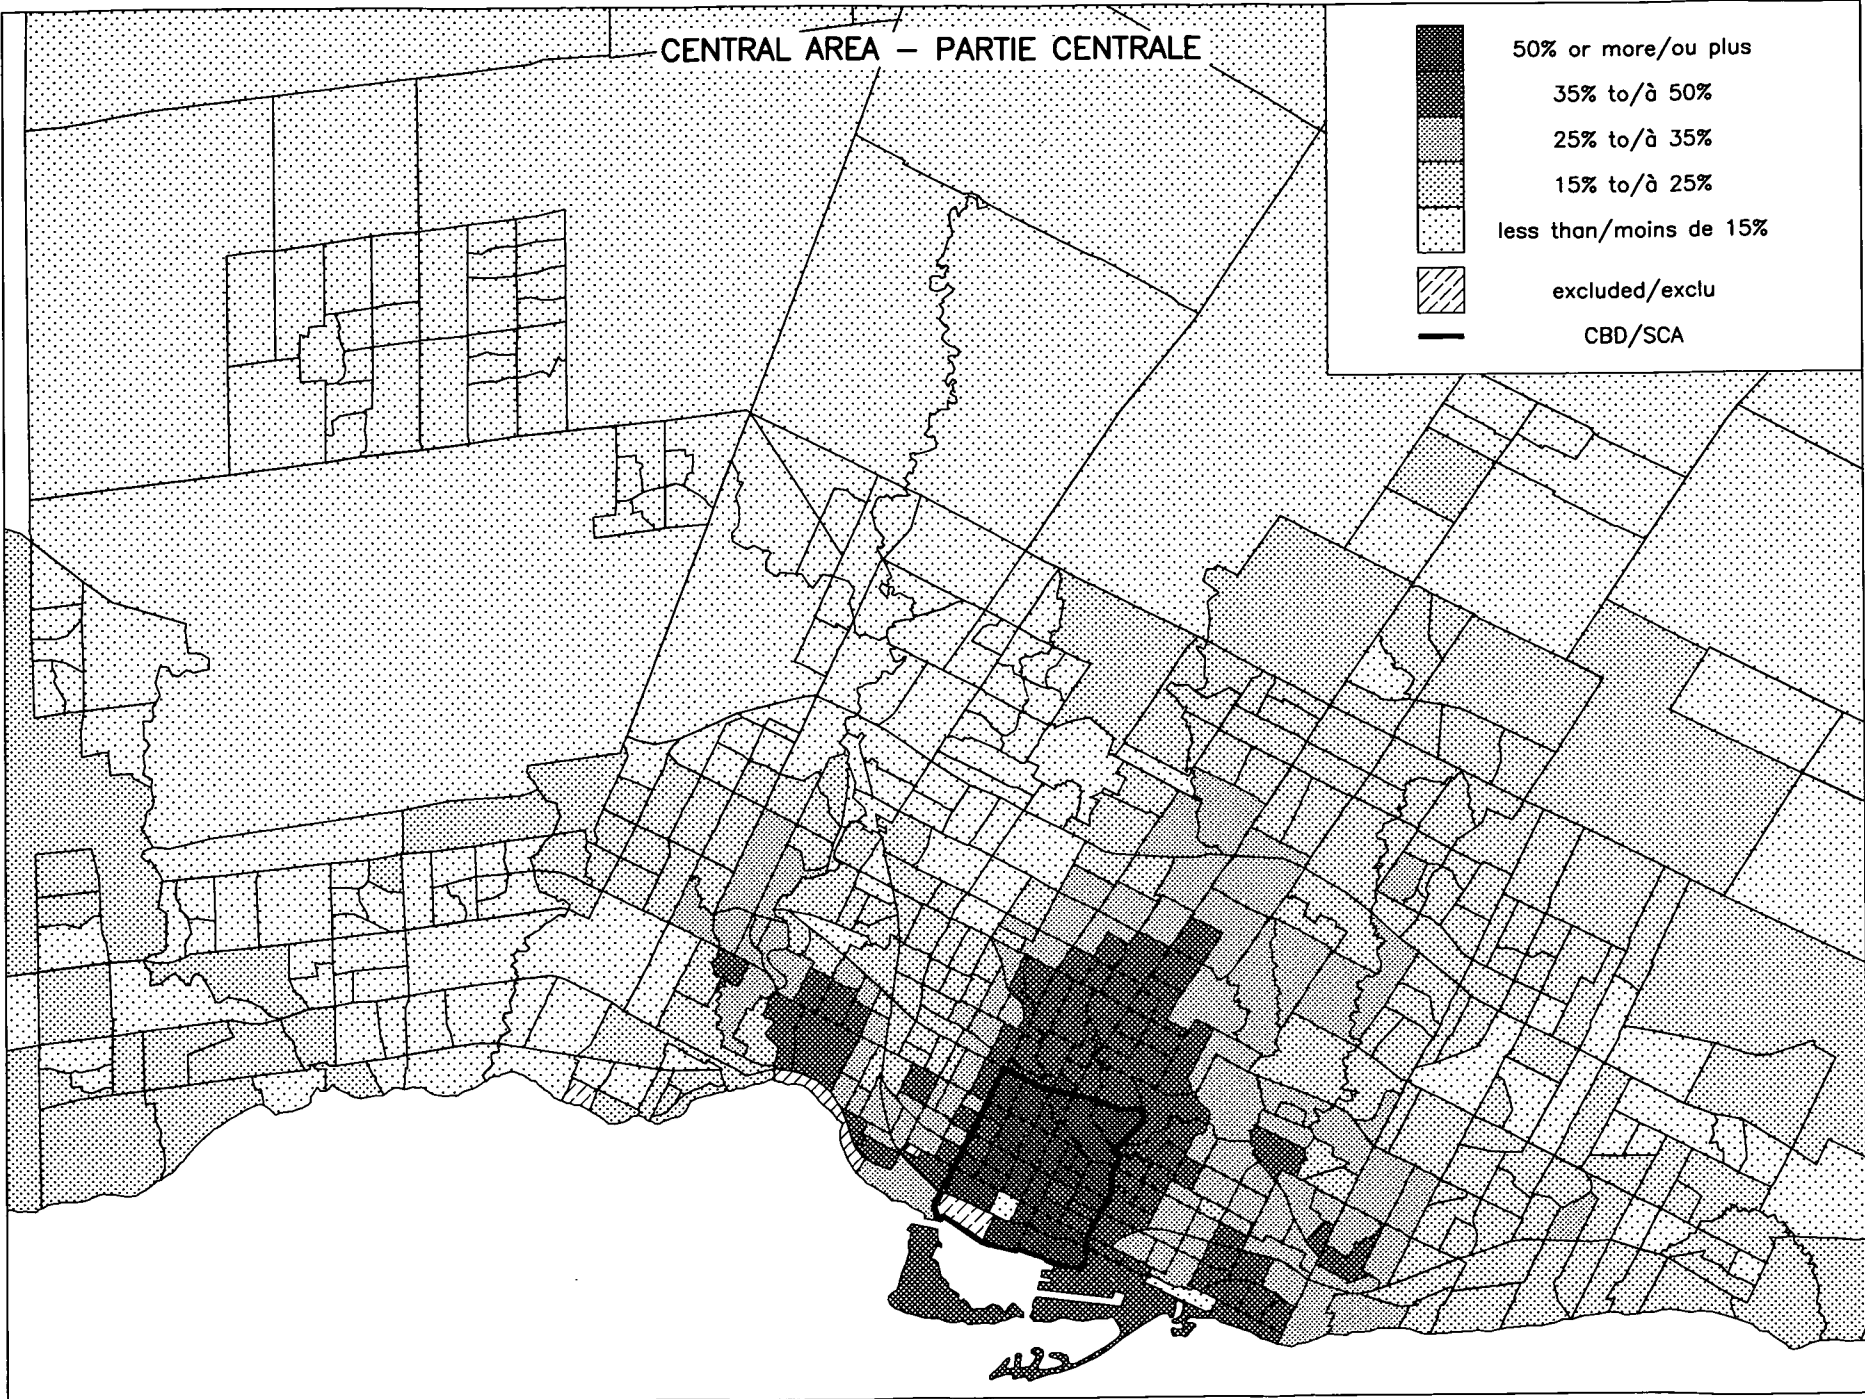 CENTRAL AREA – PARTIE CENTRALE
50% or more/ou plus
35% to/à 50%
25% to/à 35%
15% to/à 25%
less than/moins de 15%
excluded/exclu
CBD/SCA